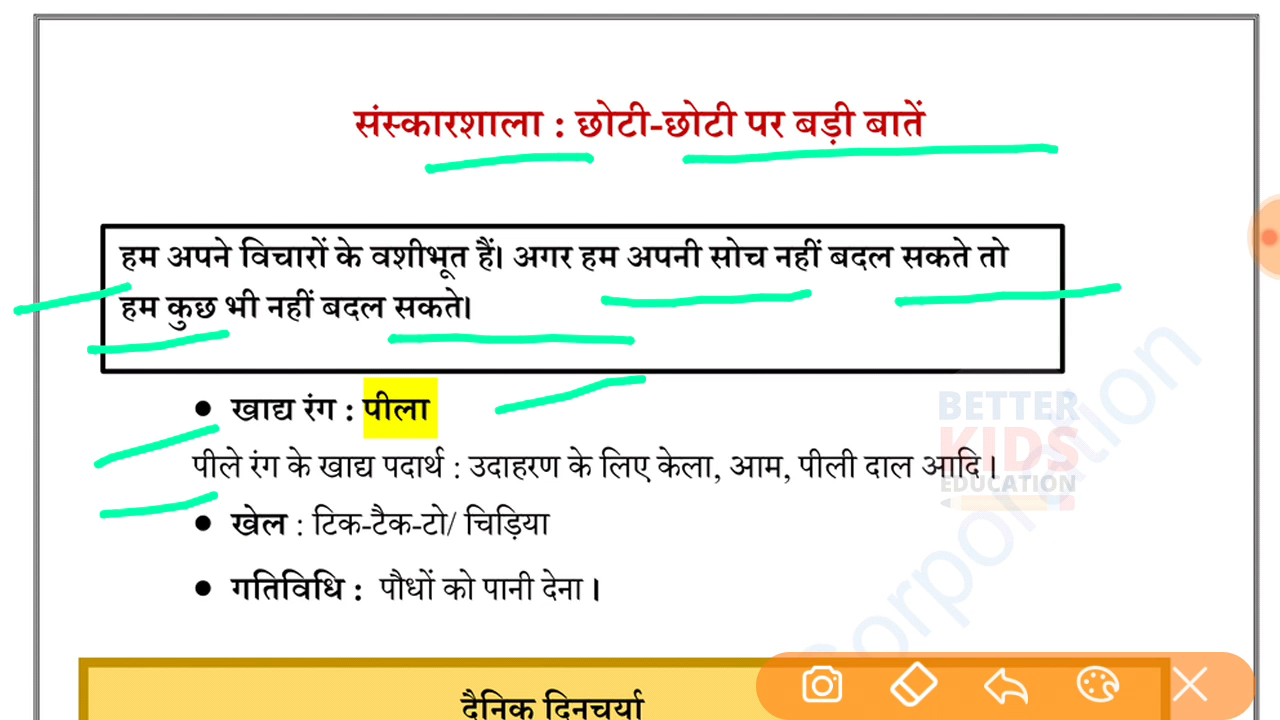 संस्कारशाला : छोटी-छोटी पर बड़ी बातें
हम अपने विचारों के वशीभूत हैं। अगर हम अपनी सोच नहीं बदल सकते तो
हम कुछ भी नहीं बदल सकते।
● खाद्य रंग : पीला
पीले रंग के खाद्य पदार्थ : उदाहरण के लिए केला, आम, पीली दाल आदि।
● खेल : टिक-टैक-टो/ चिड़िया
● गतिविधि : पौधों को पानी देना।
BETTER
KIDS
EDUCATION
Corporation
दैनिक दिनचर्या